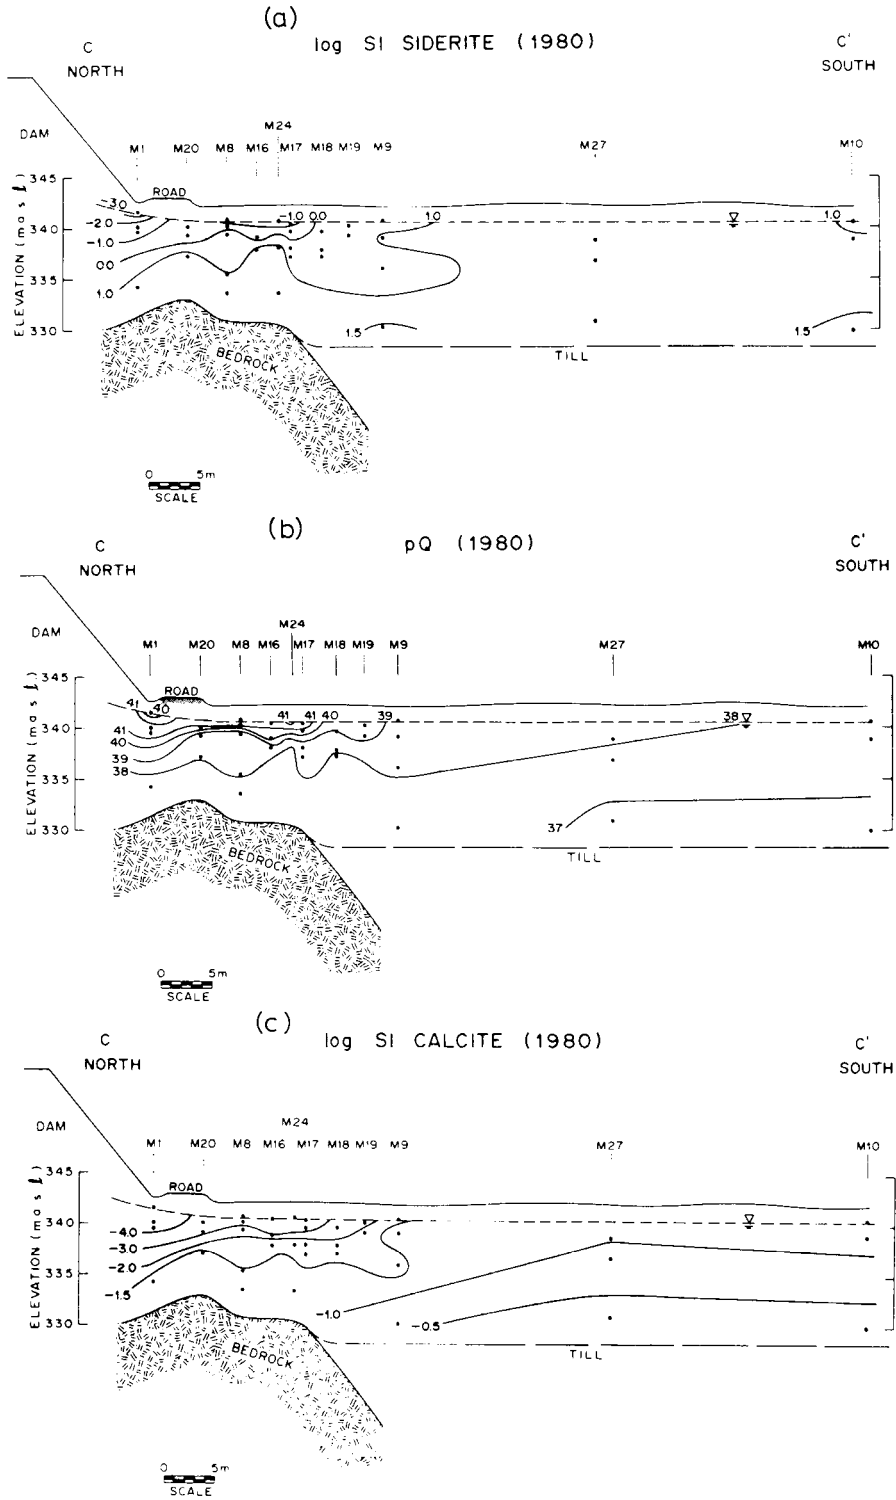 (a)
log SI SIDERITE (1980)
C
NORTH
C'
SOUTH
DAM
M24
M1 M20 M8 M16 M17 M18 M19 M9 M27 M10
ROAD
ELEVATION (masl)
345
340
335
330
-3.0
-2.0
-1.0
0.0
1.0
-1.0
0.0
1.0
1.0
1.5
1.5
BEDROCK
TILL
0 5m
SCALE
(b)
pQ (1980)
C
NORTH
C'
SOUTH
DAM
M24
M1 M20 M8 M16 M17 M18 M19 M9 M27 M10
ROAD
ELEVATION (masl)
345
340
335
330
41
40
41
40
39
38
41
41
40
39
38
37
BEDROCK
TILL
0 5m
SCALE
(c)
log SI CALCITE (1980)
C
NORTH
C'
SOUTH
DAM
M24
M1 M20 M8 M16 M17 M18 M19 M9 M27 M10
ROAD
ELEVATION (masl)
345
340
335
330
-4.0
-3.0
-2.0
-1.5
-1.0
-0.5
BEDROCK
TILL
0 5m
SCALE